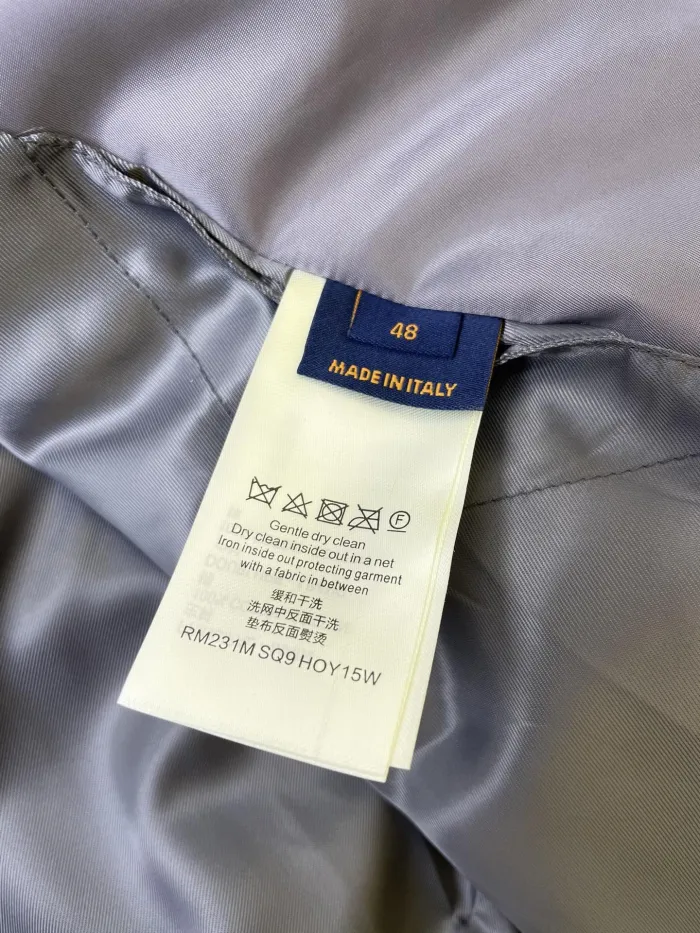 48
MADE IN ITALY
F
Gentle dry clean
Dry clean inside out in a net
Iron inside out protecting garment
with a fabric in between
缓和干洗
洗网中反面干洗
垫布反面熨烫
RM231M SQ9 HOY15W